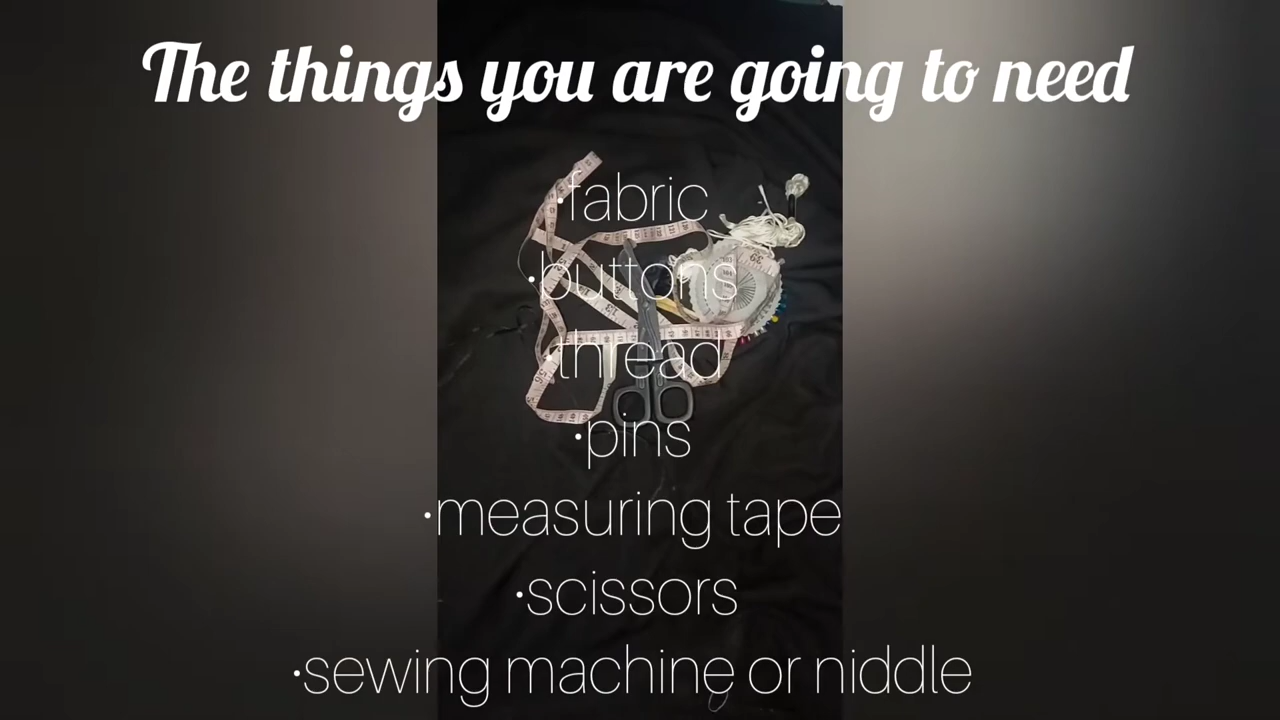 The things you are going to need
·fabric
·buttons
·thread
·pins
·measuring tape
·scissors
·sewing machine or niddle